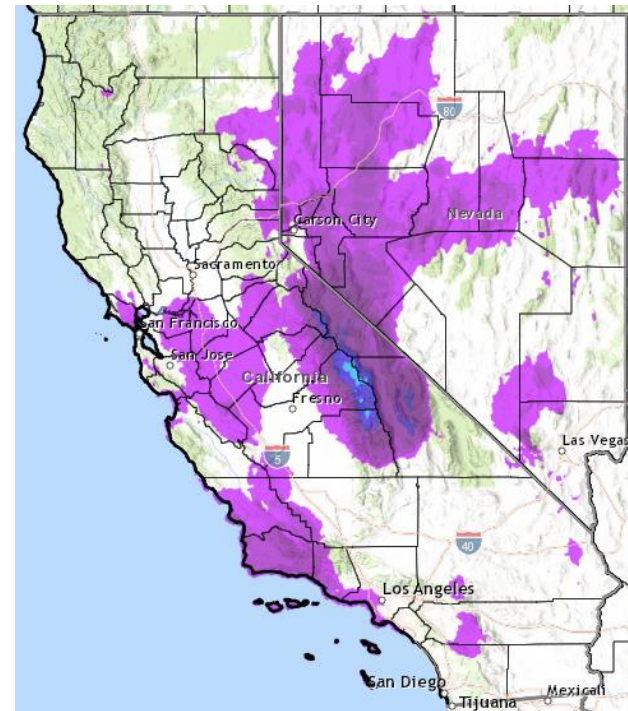 80
Carson City
Nevada
Sacramento
San Francisco
San Jose
California
Fresno
5
Las Vegas
40
Los Angeles
San Diego
Mexicali
Tijuana